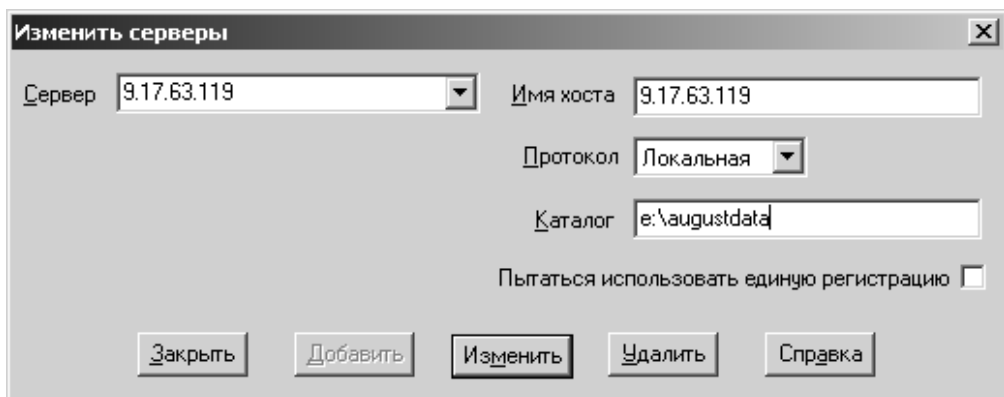 Изменить серверы
Сервер 9.17.63.119 Имя хоста 9.17.63.119
Протокол Локальная
Каталог e:\augustdata
Пытаться использовать единую регистрацию
Закрыть Добавить Изменить Удалить Справка